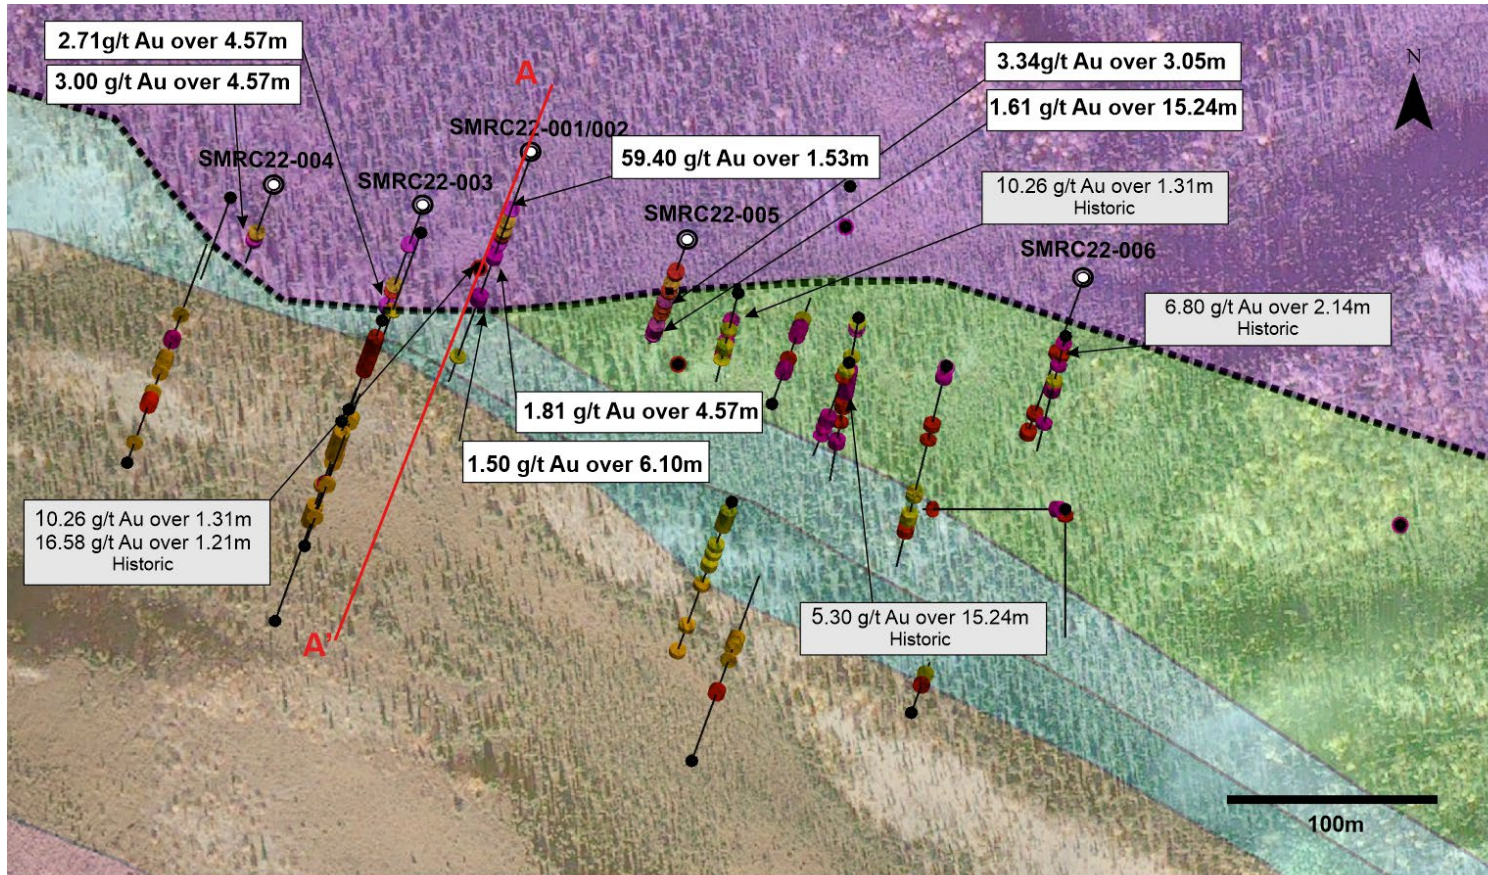 2.71g/t Au over 4.57m
3.00 g/t Au over 4.57m
A
SMRC22-001/002
SMRC22-004
SMRC22-003
59.40 g/t Au over 1.53m
3.34g/t Au over 3.05m
1.61 g/t Au over 15.24m
N
10.26 g/t Au over 1.31m
Historic
SMRC22-005
SMRC22-006
6.80 g/t Au over 2.14m
Historic
1.81 g/t Au over 4.57m
1.50 g/t Au over 6.10m
10.26 g/t Au over 1.31m
16.58 g/t Au over 1.21m
Historic
5.30 g/t Au over 15.24m
Historic
A'
100m